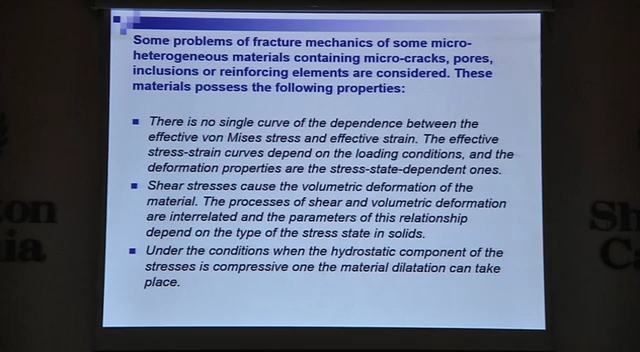 Some problems of fracture mechanics of some micro-
heterogeneous materials containing micro-cracks, pores,
inclusions or reinforcing elements are considered. These
materials possess the following properties:
There is no single curve of the dependence between the
effective von Mises stress and effective strain. The effective
stress-strain curves depend on the loading conditions, and the
deformation properties are the stress-state-dependent ones.
Shear stresses cause the volumetric deformation of the
material. The processes of shear and volumetric deformation
are interrelated and the parameters of this relationship
depend on the type of the stress state in solids.
Under the conditions when the hydrostatic component of the
stresses is compressive one the material dilatation can take
place.
ton
ia
Sh
Ca